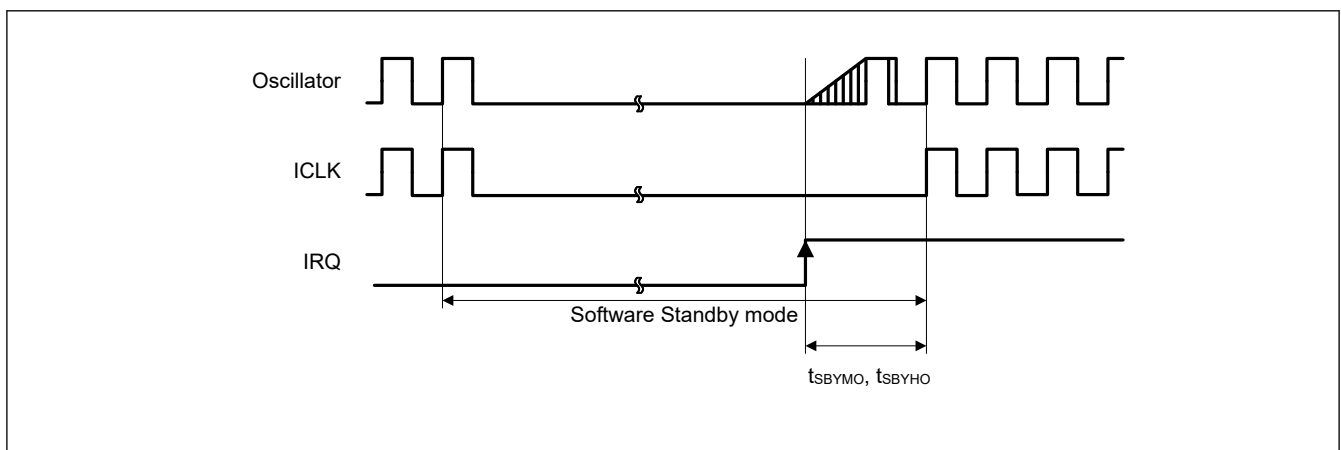 Oscillator
ICLK
IRQ
Software Standby mode
tSBYMO, tSBYHO